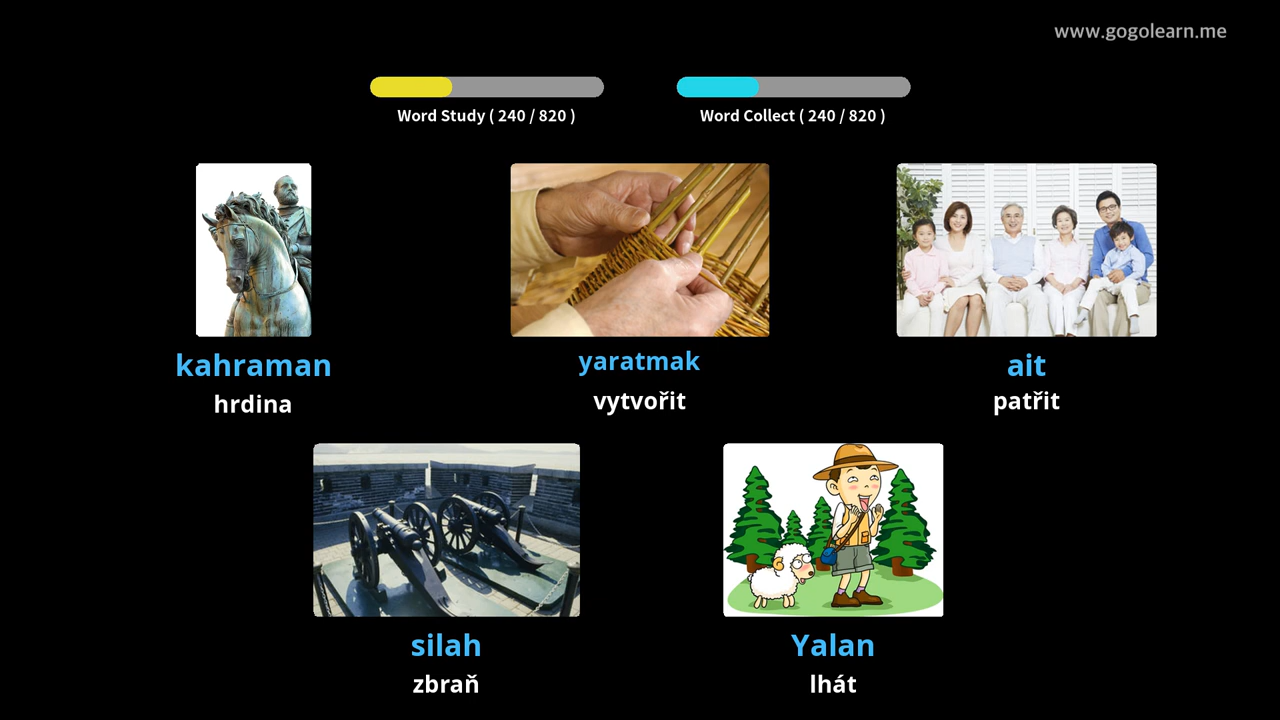 www.gogolearn.me
Word Study ( 240 / 820 )
Word Collect ( 240 / 820 )
kahraman
hrdina
yaratmak
vytvořit
ait
patřit
silah
zbraň
Yalan
lhát